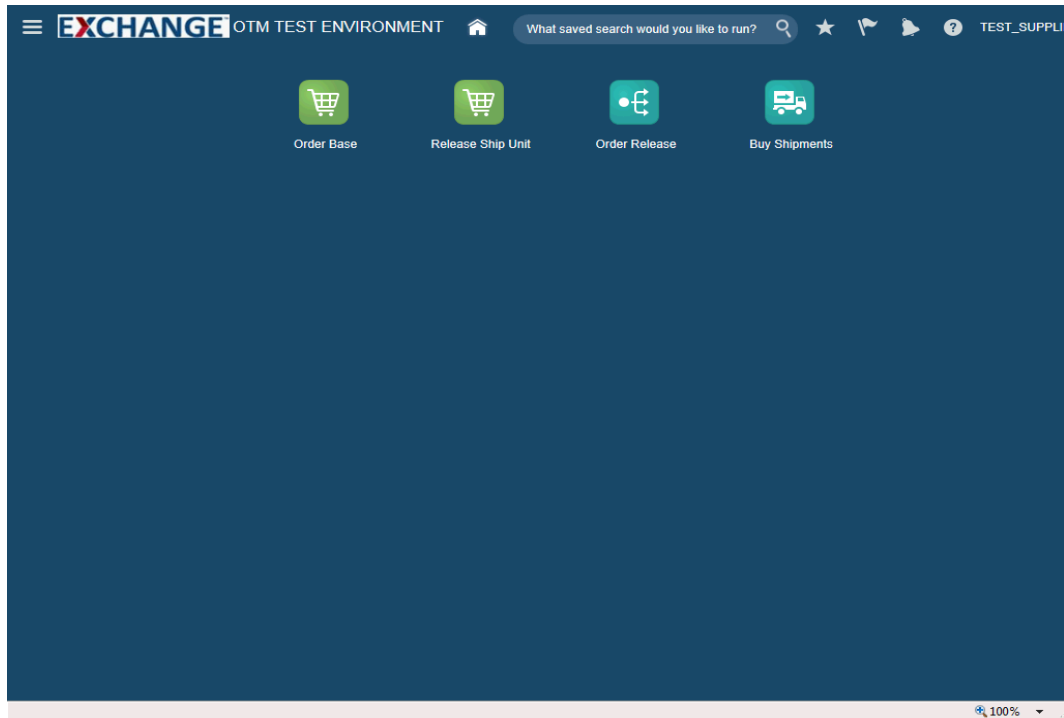 EXCHANGE OTM TEST ENVIRONMENT What saved search would you like to run? ? TEST_SUPPLI
Order Base Release Ship Unit Order Release Buy Shipments
100%